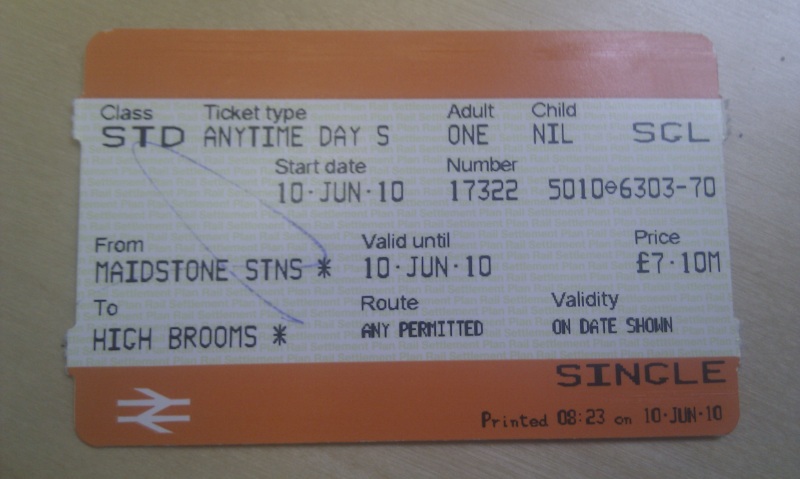 Class Ticket type Adult Child
STD ANYTIME DAY S ONE NIL SGL
Start date Number
10·JUN·10 17322 5010⊖6303-70
From Valid until Price
MAIDSTONE STNS * 10·JUN·10 £7·10M
To Route Validity
HIGH BROOMS * ANY PERMITTED ON DATE SHOWN
SINGLE
Printed 08:23 on 10·JUN·10